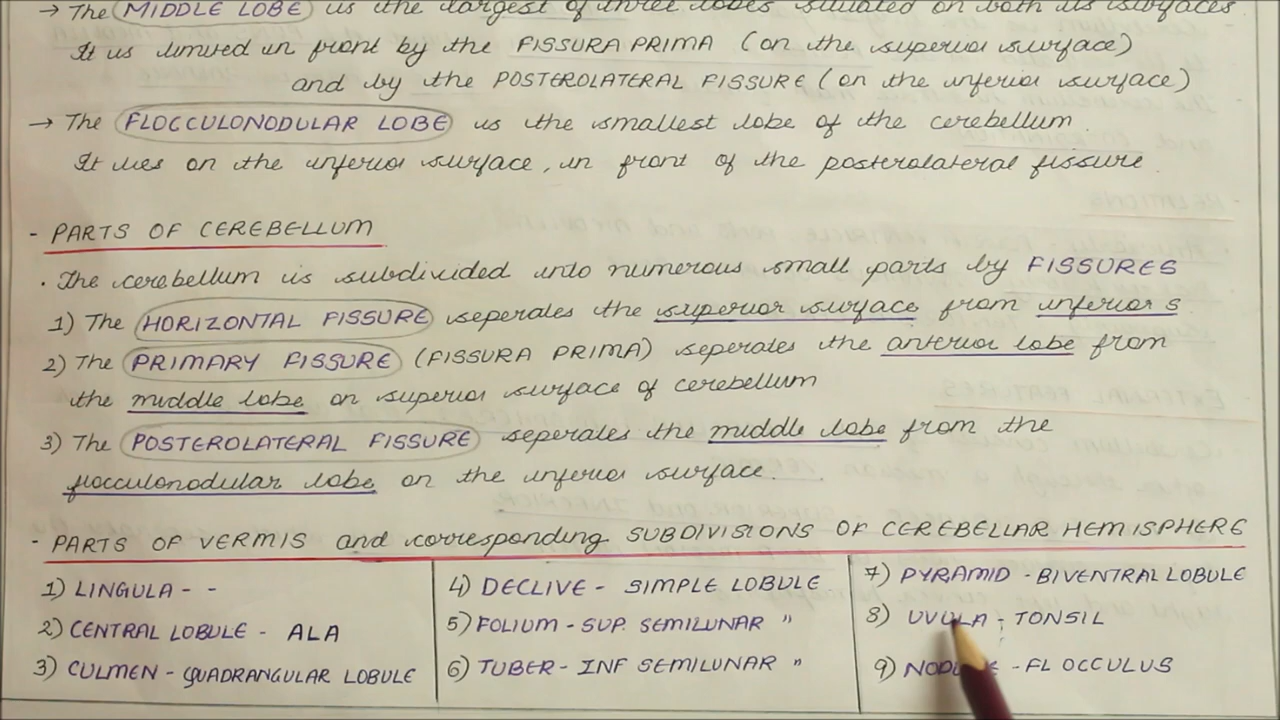 → The MIDDLE LOBE is the largest of three lobes situated on both its surfaces
It is limited in front by the FISSURA PRIMA (on the superior surface)
and by the POSTEROLATERAL FISSURE (on the inferior surface)
→ The FLOCCULONODULAR LOBE is the smallest lobe of the cerebellum
It lies on the inferior surface, in front of the posterolateral fissure
- PARTS OF CEREBELLUM
. The cerebellum is subdivided into numerous small parts by FISSURES
1) The HORIZONTAL FISSURE seperates the superior surface from inferior s
2) The PRIMARY FISSURE (FISSURA PRIMA) seperates the anterior lobe from
the middle lobe on superior surface of cerebellum
3) The POSTEROLATERAL FISSURE seperates the middle lobe from the
flocculonodular lobe on the inferior surface.
- PARTS OF VERMIS and corresponding SUBDIVISIONS OF CEREBELLAR HEMISPHERE
1) LINGULA - -
2) CENTRAL LOBULE - ALA
3) CULMEN - QUADRANGULAR LOBULE
4) DECLIVE - SIMPLE LOBULE
5) FOLIUM - SUP. SEMILUNAR "
6) TUBER - INF SEMILUNAR "
7) PYRAMID - BIVENTRAL LOBULE
8) UVULA - TONSIL
9) - FLOCCULUS